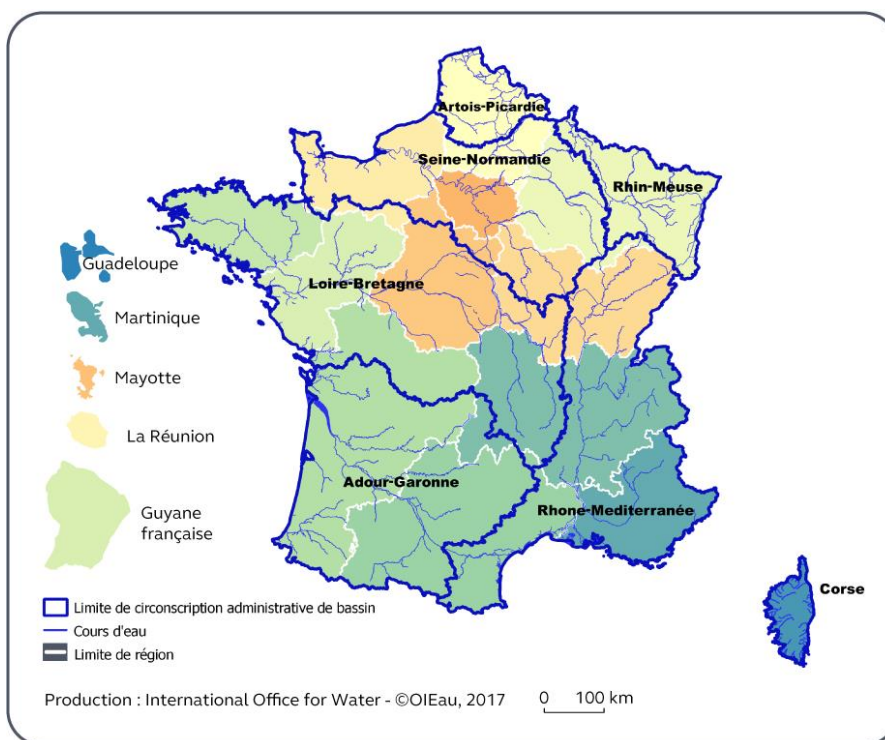 Artois-Picardie
Seine-Normandie
Rhin-Meuse
Loire-Bretagne
Adour-Garonne
Rhone-Mediterranée
Corse
Guadeloupe
Martinique
Mayotte
La Réunion
Guyane
française
Limite de circonscription administrative de bassin
Cours d'eau
Limite de région
Production : International Office for Water - ©OIEau, 2017
0 100 km